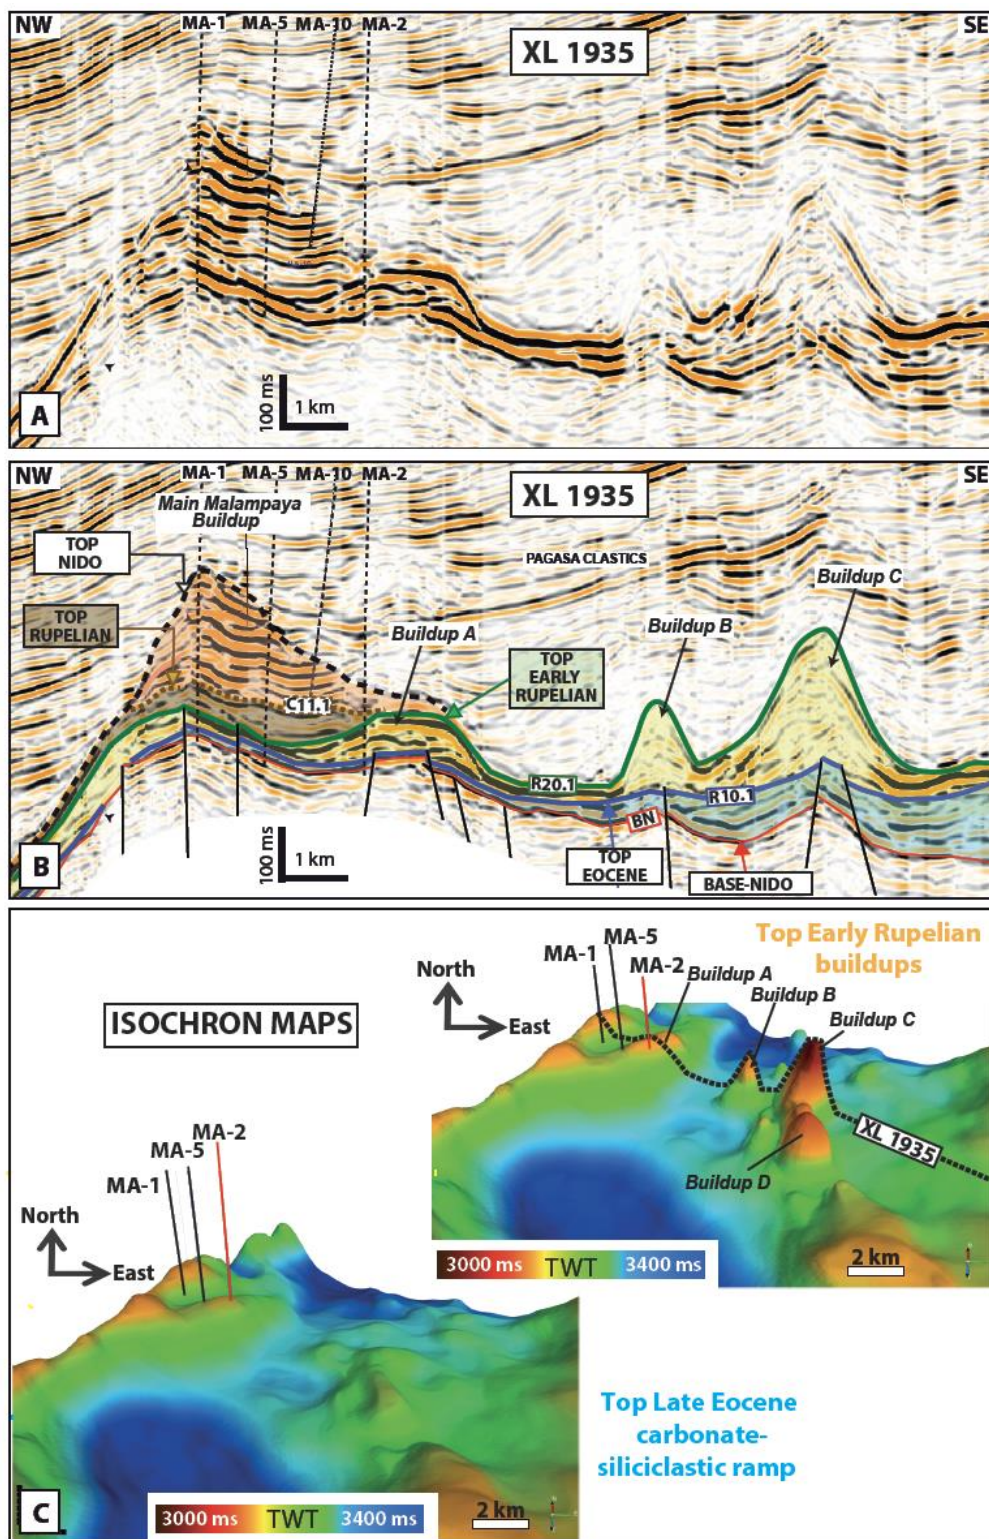 NW
MA-1
MA-5
MA-10
MA-2
XL 1935
SE
100 ms
1 km
A
NW
MA-1
MA-5
MA-10
MA-2
XL 1935
SE
Main Malampaya
Buildup
TOP
NIDO
PAGASA CLASTICS
Buildup C
TOP
RUPELIAN
Buildup A
Buildup B
TOP
EARLY
RUPELIAN
C11.1
R20.1
R10.1
BN
100 ms
1 km
TOP
EOCENE
BASE-NIDO
B
Top Early Rupelian
buildups
MA-5
MA-1
MA-2
Buildup A
Buildup B
Buildup C
North
East
ISOCHRON MAPS
XL 1935
Buildup D
3000 ms TWT 3400 ms
2 km
MA-2
MA-5
MA-1
North
East
Top Late Eocene
carbonate-
siliciclastic ramp
3000 ms TWT 3400 ms
2 km
C